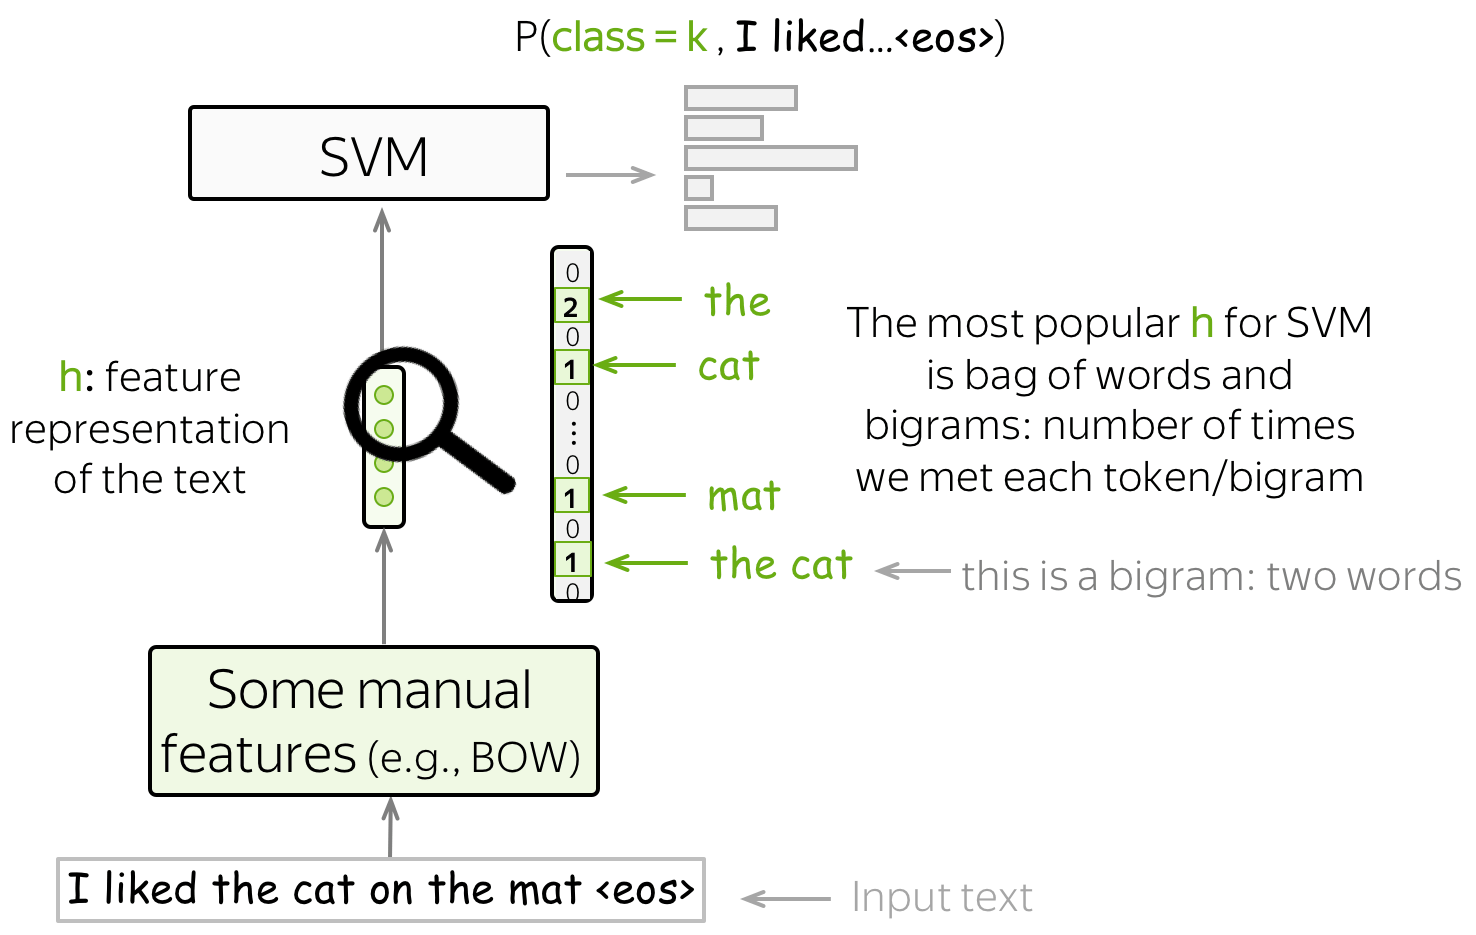 P(class = k , I liked...<eos>)
SVM
0
2
0
1
0
⋮
0
1
0
1
0
the
cat
mat
the cat
h: feature
representation
of the text
The most popular h for SVM
is bag of words and
bigrams: number of times
we met each token/bigram
this is a bigram: two words
Some manual
features (e.g., BOW)
I liked the cat on the mat <eos>
Input text